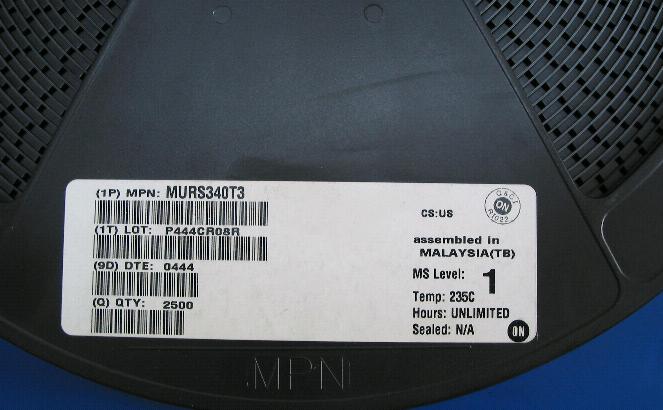 (1P) MPN: MURS340T3
(1T) LOT: P444CR08R
(9D) DTE: 0444
(Q) QTY: 2500
CS:US
ON
assembled in
MALAYSIA(TB)
MS Level: 1
Temp: 235C
Hours: UNLIMITED
Sealed: N/A
ON
MPN